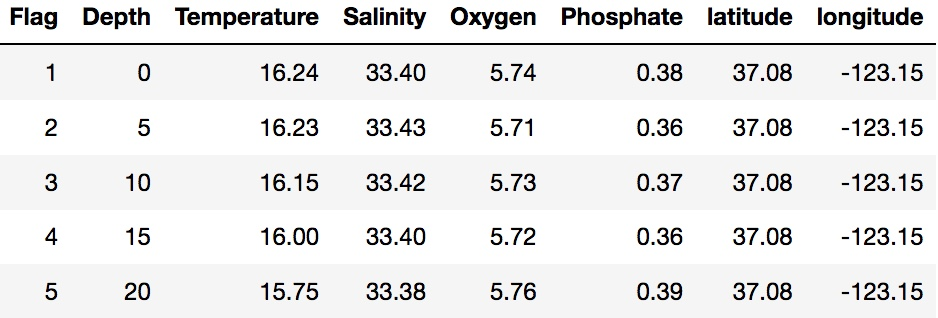 Flag Depth Temperature Salinity Oxygen Phosphate latitude longitude
1 0 16.24 33.40 5.74 0.38 37.08 -123.15
2 5 16.23 33.43 5.71 0.36 37.08 -123.15
3 10 16.15 33.42 5.73 0.37 37.08 -123.15
4 15 16.00 33.40 5.72 0.36 37.08 -123.15
5 20 15.75 33.38 5.76 0.39 37.08 -123.15